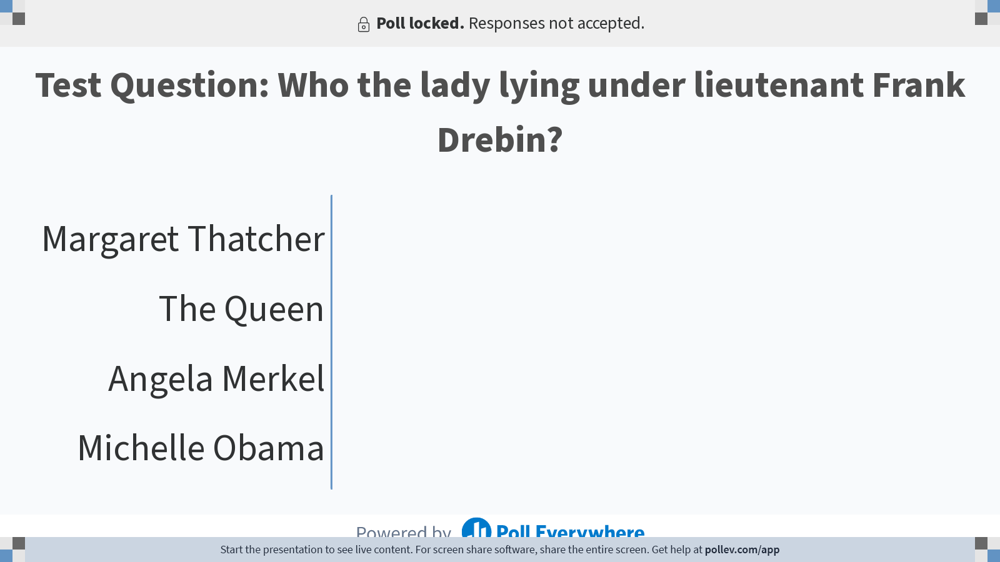 Poll locked. Responses not accepted.
Test Question: Who the lady lying under lieutenant Frank
Drebin?
Margaret Thatcher
The Queen
Angela Merkel
Michelle Obama
Powered by Poll Everywhere
Start the presentation to see live content. For screen share software, share the entire screen. Get help at pollev.com/app